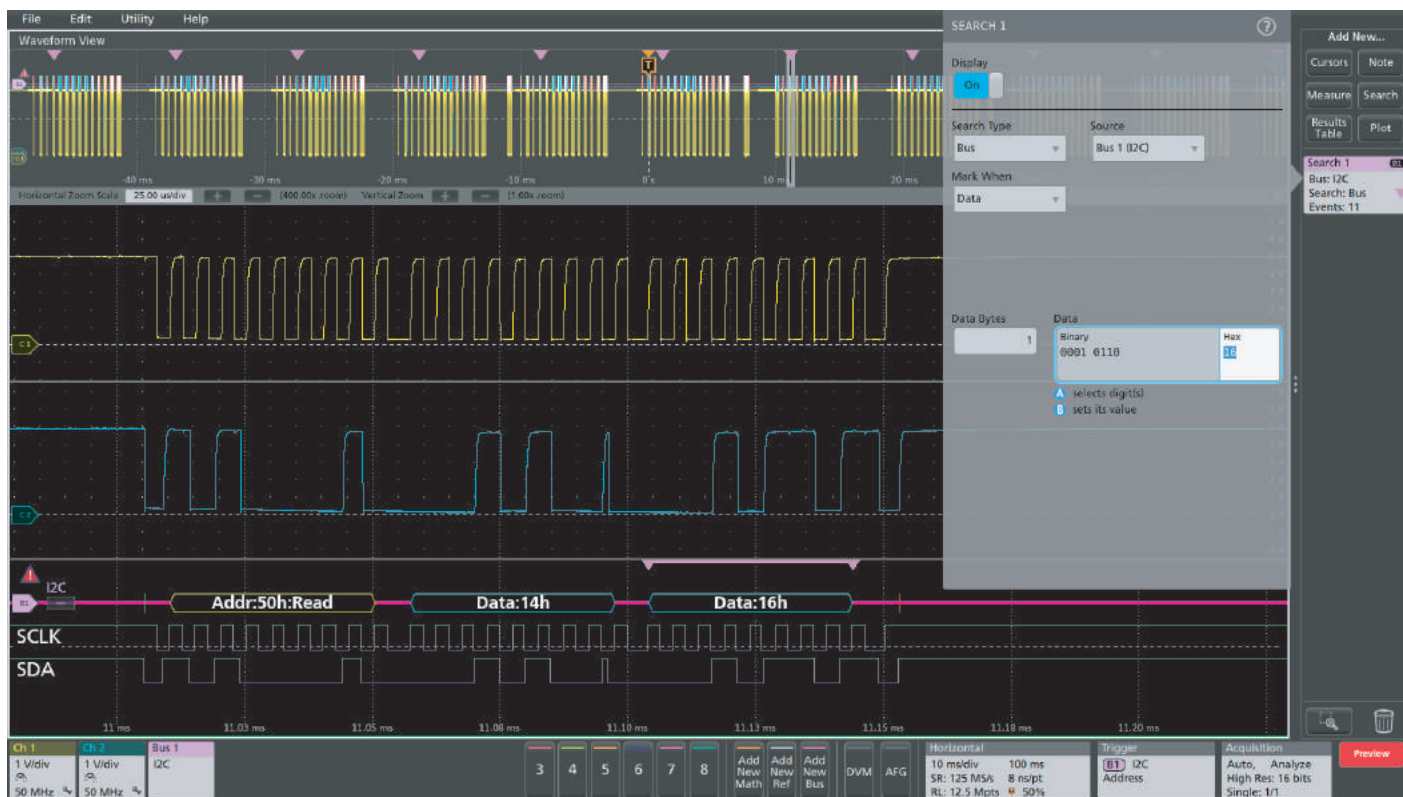 File Edit Utility Help
Waveform View
-40 ms -30 ms -20 ms -10 ms 0 s 10 ms 20 ms
Horizontal Zoom Scale 25.00 us/div + - (400.00x zoom) Vertical Zoom + - (1.00x zoom)
T
C1
C2
I2C
B1
Addr:50h:Read Data:14h Data:16h
SCLK
SDA
11 ms 11.03 ms 11.05 ms 11.08 ms 11.10 ms 11.13 ms 11.15 ms 11.18 ms 11.20 ms
SEARCH 1 ?
Display
On
Search Type Source
Bus Bus 1 (I2C)
Mark When
Data
Data Bytes Data
1
Binary Hex
0001 0110 16
A selects digit(s)
B sets its value
Add New...
Cursors Note
Measure Search
Results Table Plot
Search 1 B1
Bus: I2C
Search: Bus
Events: 11
Ch 1
1 V/div
50 MHz
Ch 2
1 V/div
50 MHz
Bus 1
I2C
3 4 5 6 7 8
Add New Math
Add New Ref
Add New Bus
DVM AFG
Horizontal
10 ms/div 100 ms
SR: 125 MS/s 8 ns/pt
RL: 12.5 Mpts 50%
Trigger
B1 I2C
Address
Acquisition
Auto, Analyze
High Res: 16 bits
Single: 1/1
Preview